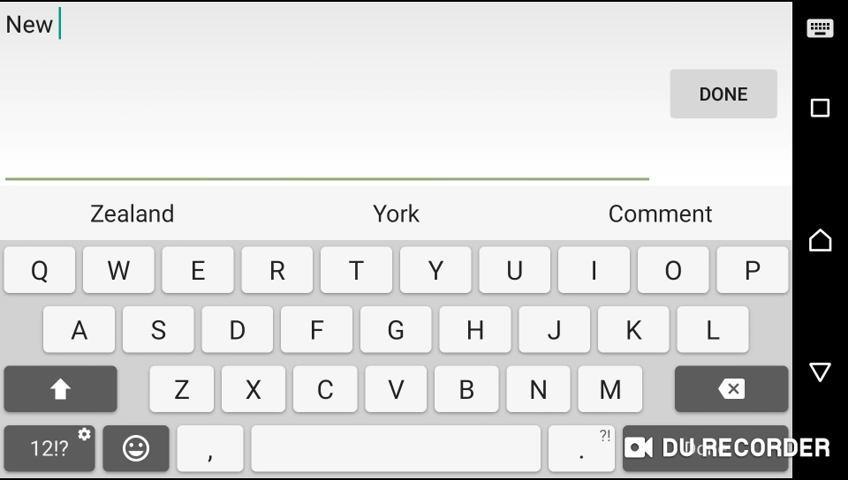 New
DONE
Zealand York Comment
Q W E R T Y U I O P
A S D F G H J K L
Z X C V B N M
12!? , . ?!
DU RECORDER